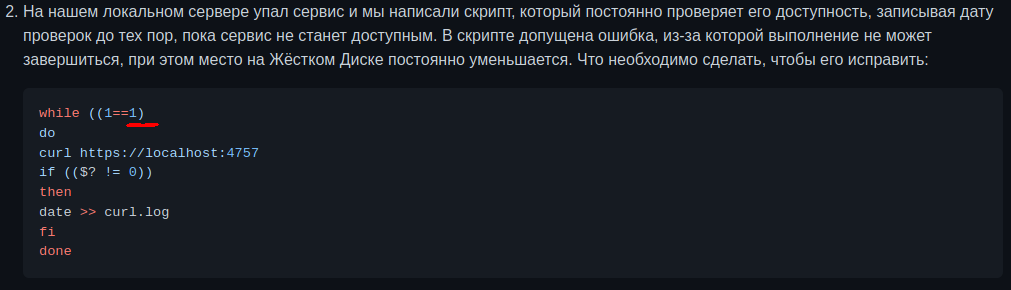 2. На нашем локальном сервере упал сервис и мы написали скрипт, который постоянно проверяет его доступность, записывая дату
проверок до тех пор, пока сервис не станет доступным. В скрипте допущена ошибка, из-за которой выполнение не может
завершиться, при этом место на Жёстком Диске постоянно уменьшается. Что необходимо сделать, чтобы его исправить:
while ((1==1)
do
curl https://localhost:4757
if (($? != 0))
then
date >> curl.log
fi
done